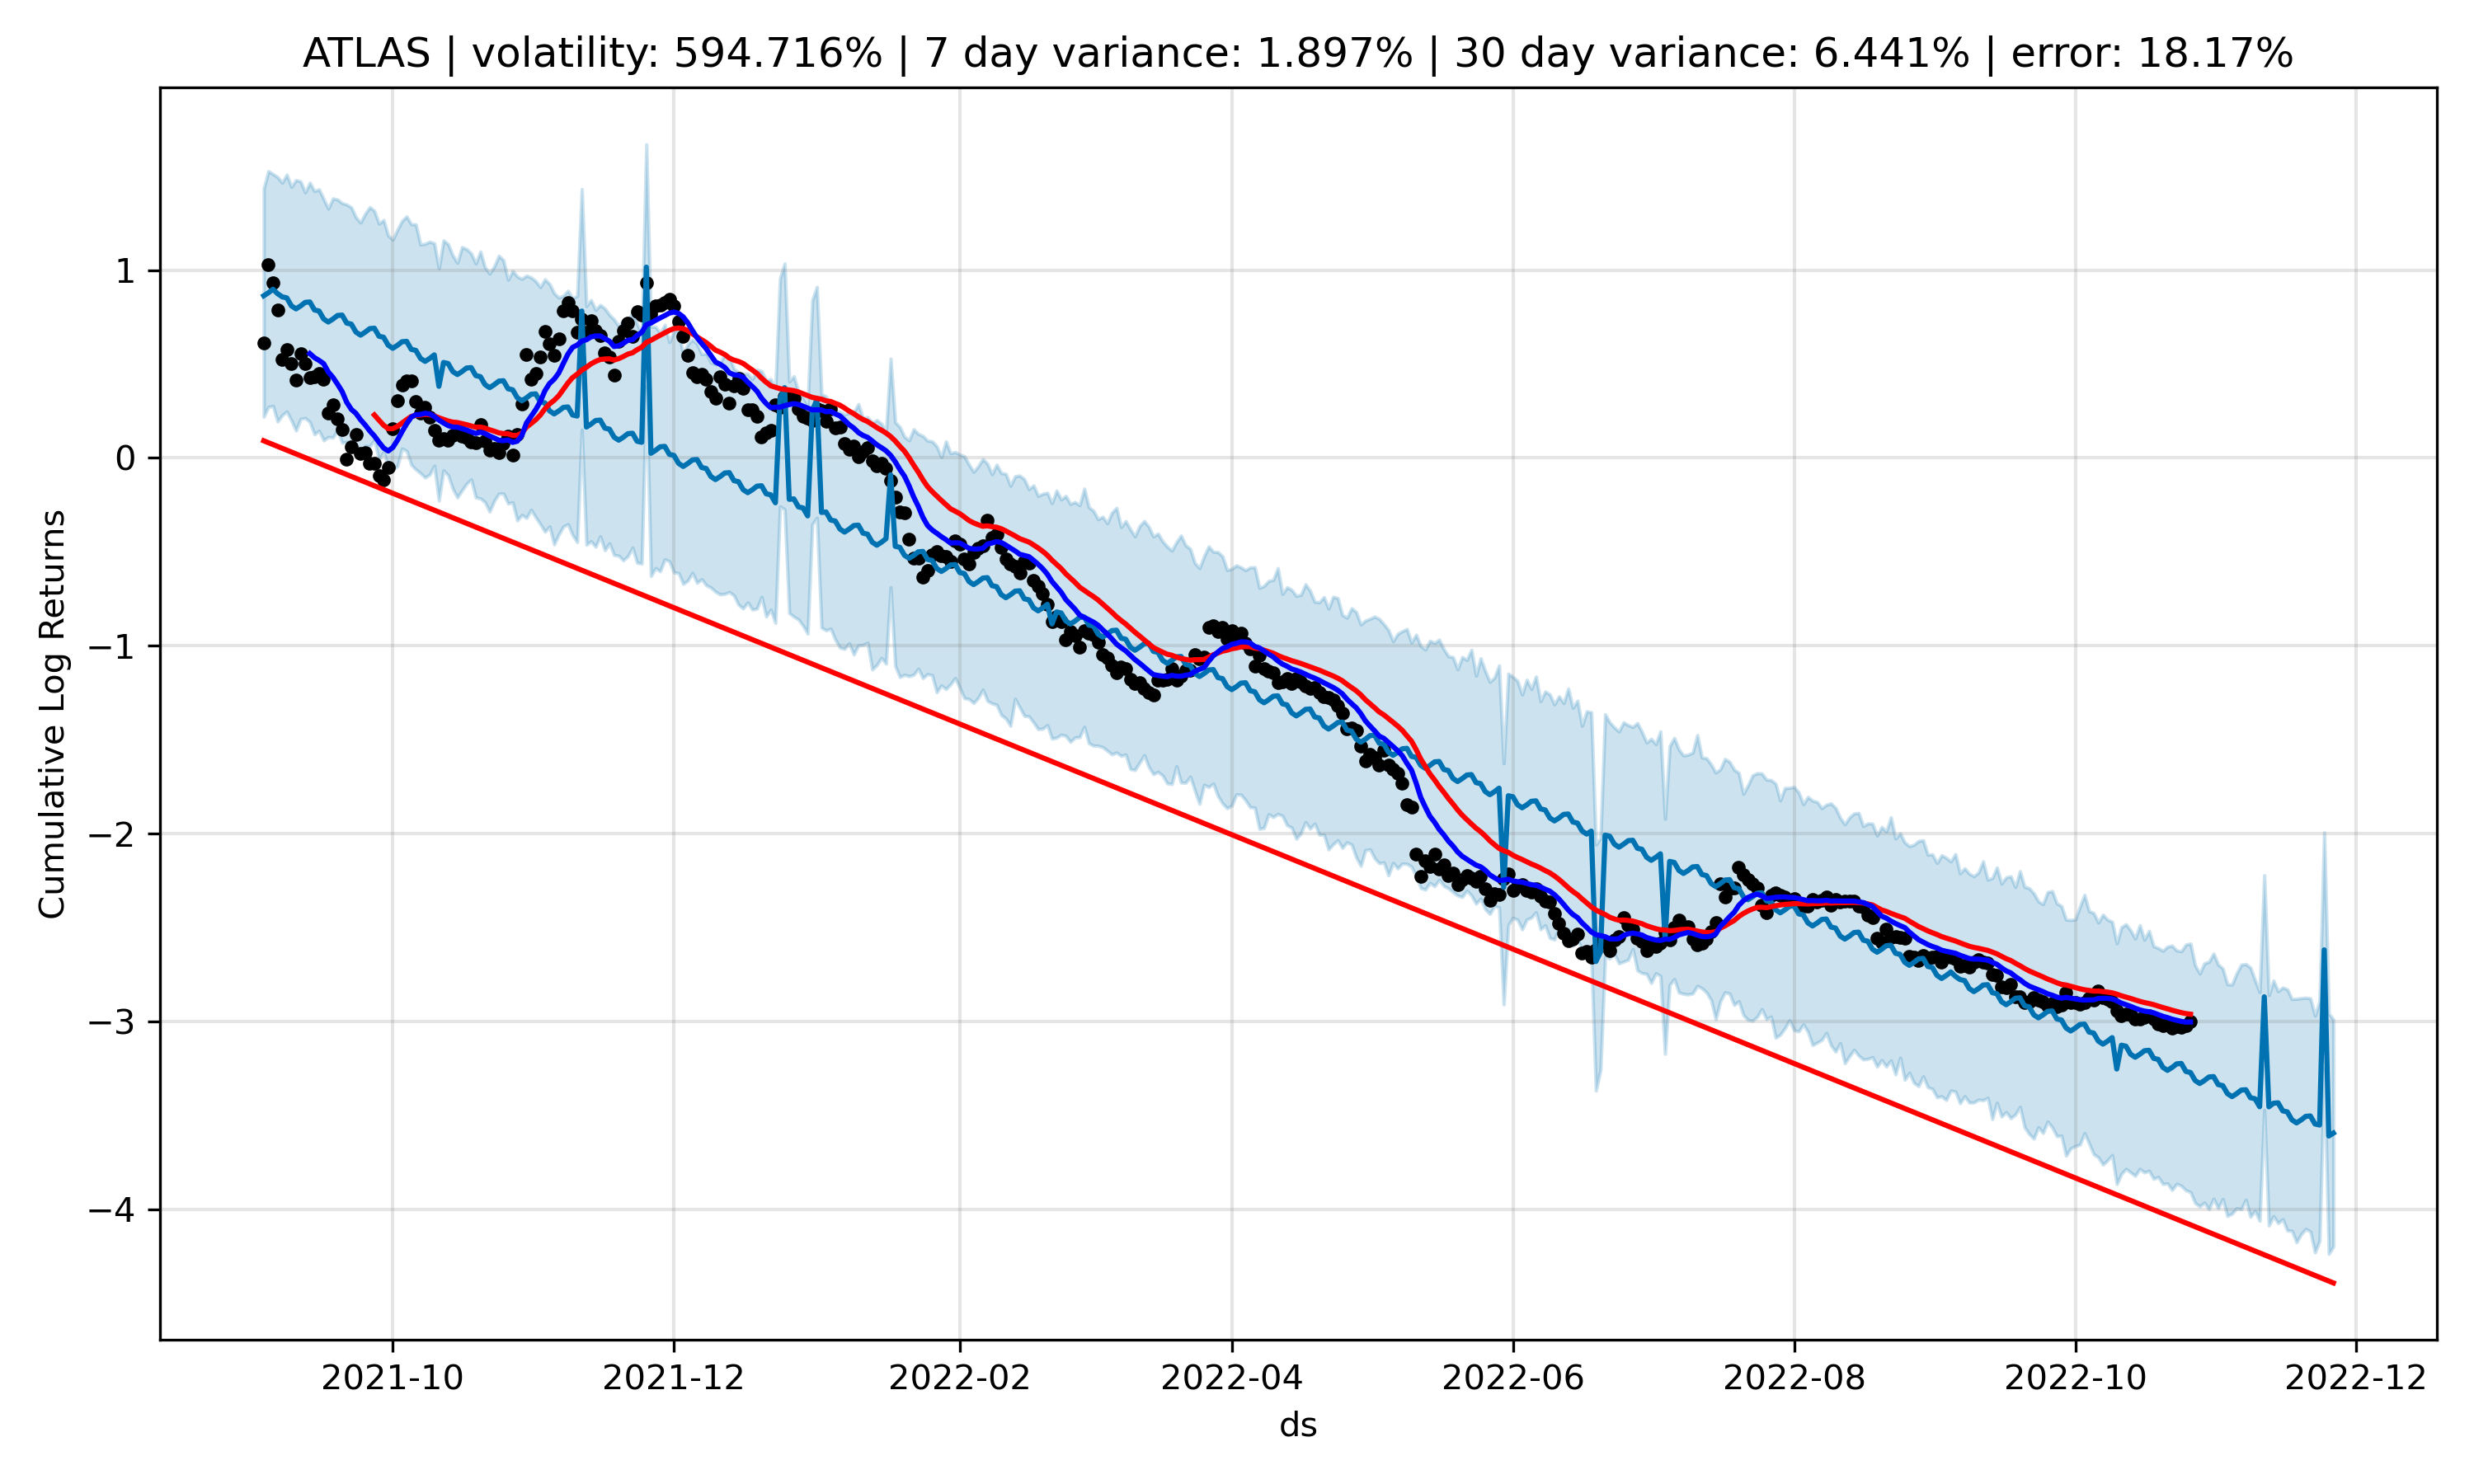 ATLAS | volatility: 594.716% | 7 day variance: 1.897% | 30 day variance: 6.441% | error: 18.17%
Cumulative Log Returns
1
0
−1
−2
−3
−4
2021-10 2021-12 2022-02 2022-04 2022-06 2022-08 2022-10 2022-12
ds